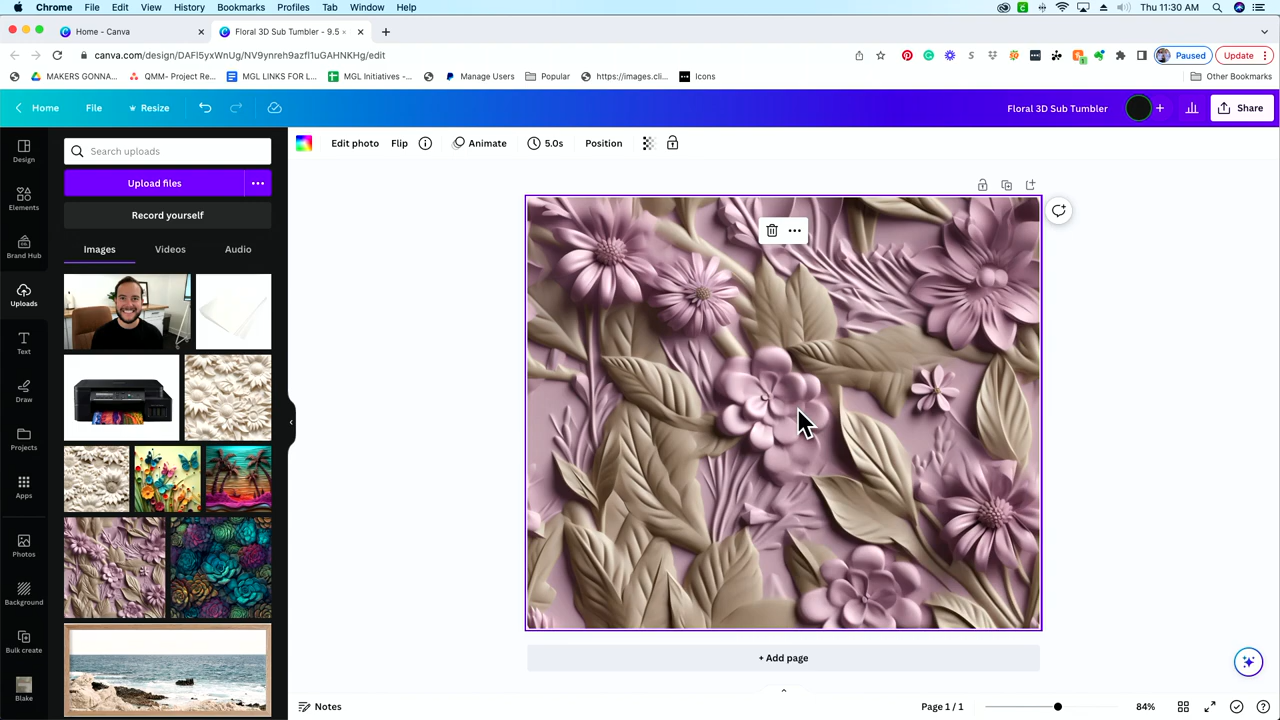 Chrome File Edit View History Bookmarks Profiles Tab Window Help Thu 11:30 AM
Home - Canva Floral 3D Sub Tumbler - 9.5
canva.com/design/DAFl5yxWnUg/NV9ynreh9azfl1uGAHNKHg/edit Paused Update
MAKERS GONNA... QMM- Project Re... MGL LINKS FOR L... MGL Initiatives -... Manage Users Popular https://images.cli... Icons Other Bookmarks
Home File Resize Floral 3D Sub Tumbler Share
Design
Elements
Brand Hub
Uploads
Text
Draw
Projects
Apps
Photos
Background
Bulk create
Blake
Search uploads
Upload files
Record yourself
Images Videos Audio
Edit photo Flip Animate 5.0s Position
+ Add page
Notes Page 1 / 1 84%